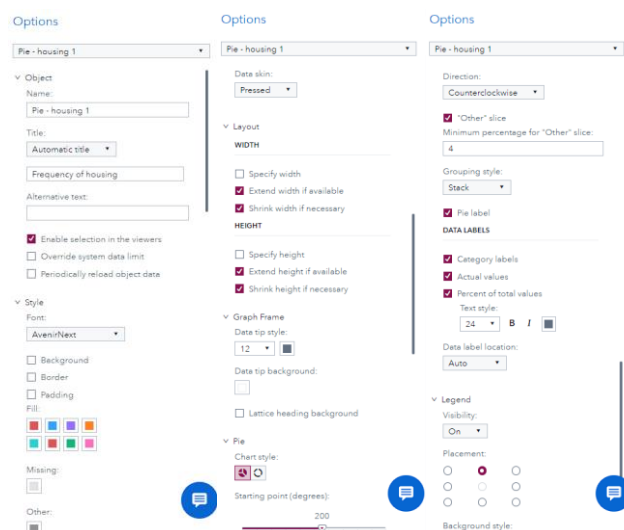 Options
Pie - housing 1
Object
Name:
Pie - housing 1
Title:
Automatic title
Frequency of housing
Alternative text:
Enable selection in the viewers
Override system data limit
Periodically reload object data
Style
Font:
AvenirNext
Background
Border
Padding
Fill:
Missing:
Other:
Options
Pie - housing 1
Data skin:
Pressed
Layout
WIDTH
Specify width
Extend width if available
Shrink width if necessary
HEIGHT
Specify height
Extend height if available
Shrink height if necessary
Graph Frame
Data tip style:
12
Data tip background:
Lattice heading background
Pie
Chart style:
Starting point (degrees):
200
Options
Pie - housing 1
Direction:
Counterclockwise
"Other" slice
Minimum percentage for "Other" slice:
4
Grouping style:
Stack
Pie label
DATA LABELS
Category labels
Actual values
Percent of total values
Text style:
24 B I
Data label location:
Auto
Legend
Visibility:
On
Placement:
Background style: